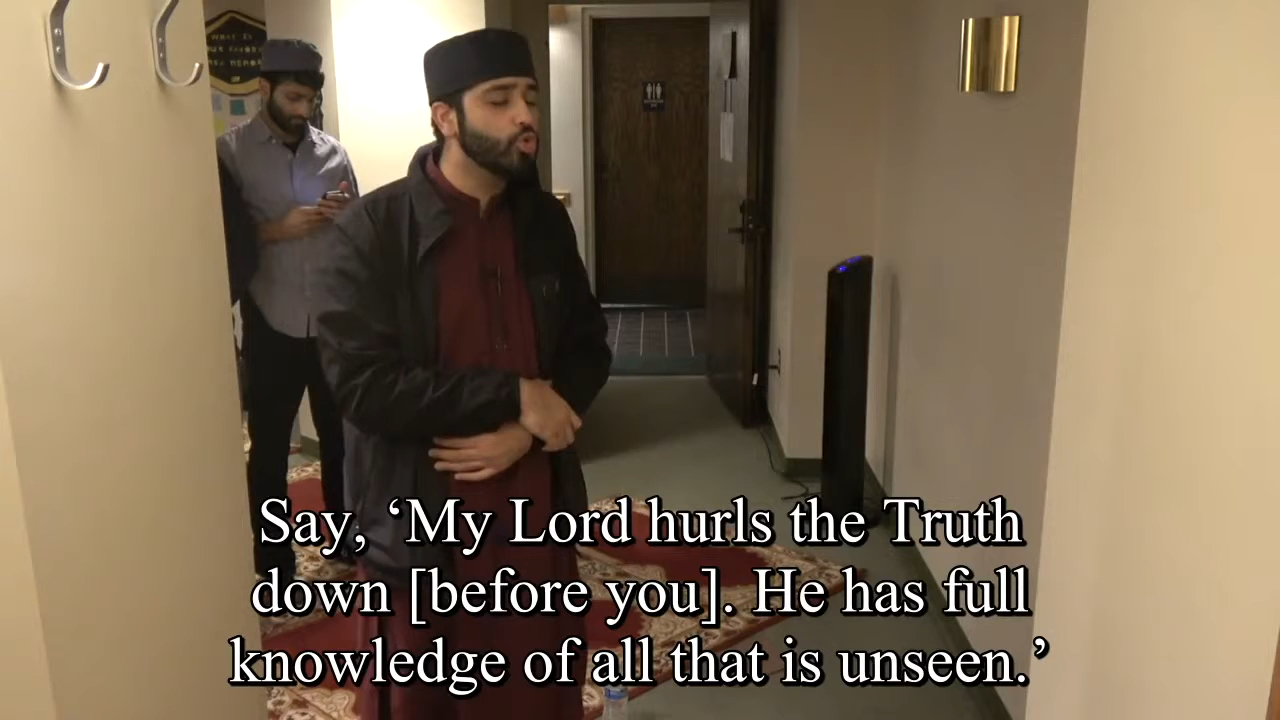 Say, ‘My Lord hurls the Truth
down [before you]. He has full
knowledge of all that is unseen.’